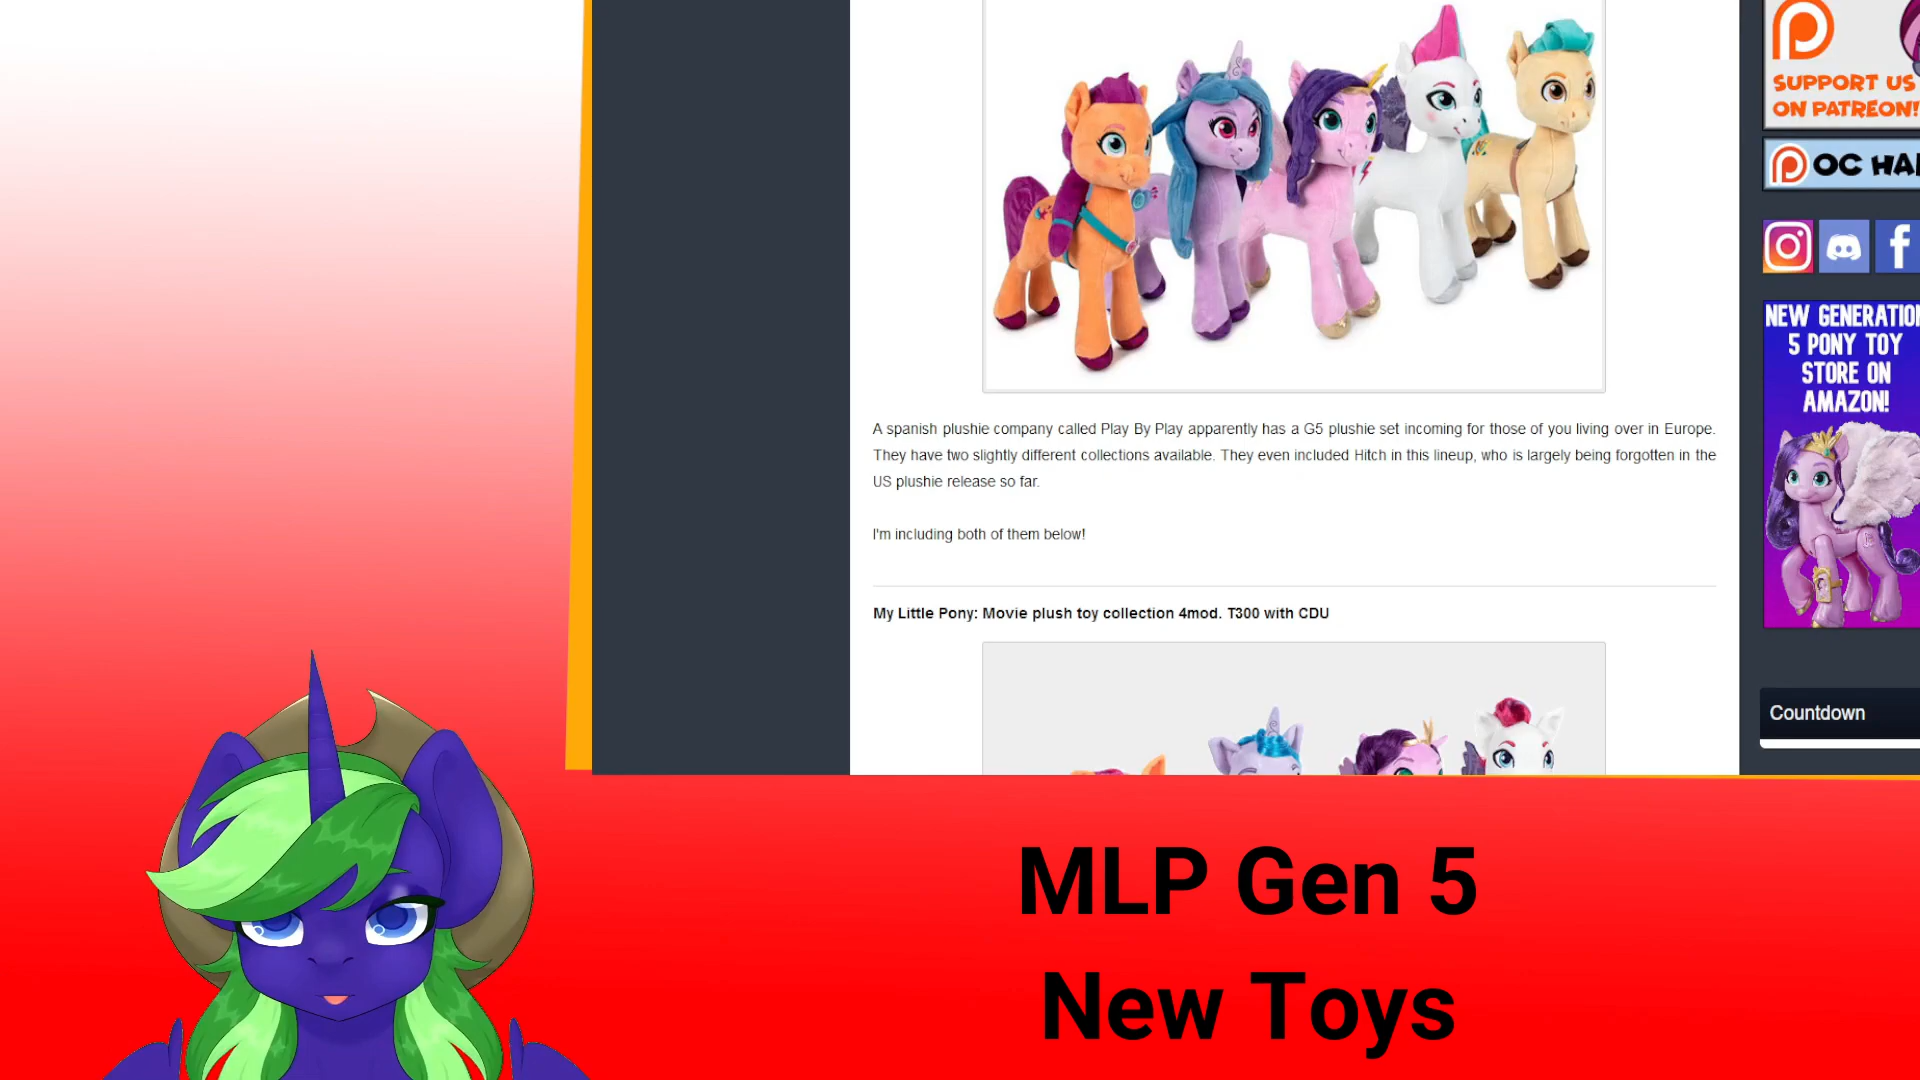 SUPPORT US
ON PATREON!
OC HA
NEW GENERATION
5 PONY TOY
STORE ON
AMAZON!
A spanish plushie company called Play By Play apparently has a G5 plushie set incoming for those of you living over in Europe.
They have two slightly different collections available. They even included Hitch in this lineup, who is largely being forgotten in the
US plushie release so far.
I'm including both of them below!
My Little Pony: Movie plush toy collection 4mod. T300 with CDU
Countdown
MLP Gen 5
New Toys